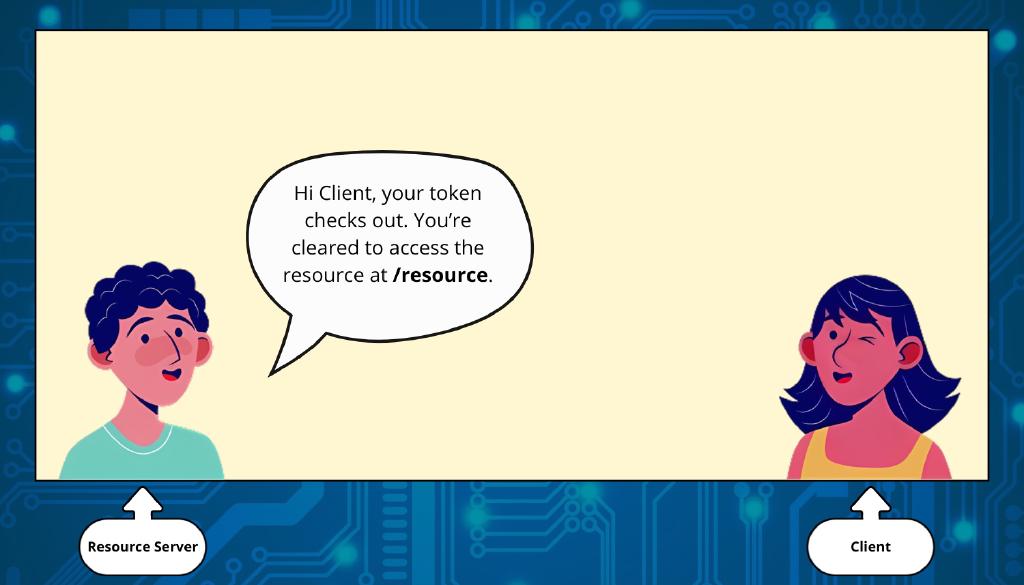 Hi Client, your token
checks out. You’re
cleared to access the
resource at /resource.
Resource Server
Client